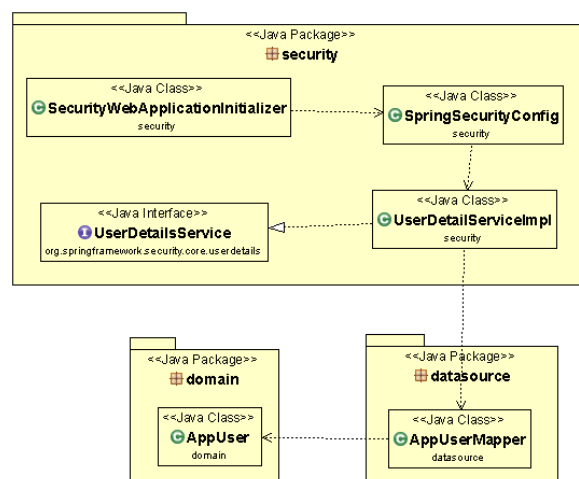 <<Java Package>>
security
<<Java Class>>
SecurityWebApplicationInitializer
security
<<Java Class>>
SpringSecurityConfig
security
<<Java Interface>>
UserDetailsService
org.springframework.security.core.userdetails
<<Java Class>>
UserDetailServiceImpl
security
<<Java Package>>
domain
<<Java Class>>
AppUser
domain
<<Java Package>>
datasource
<<Java Class>>
AppUserMapper
datasource